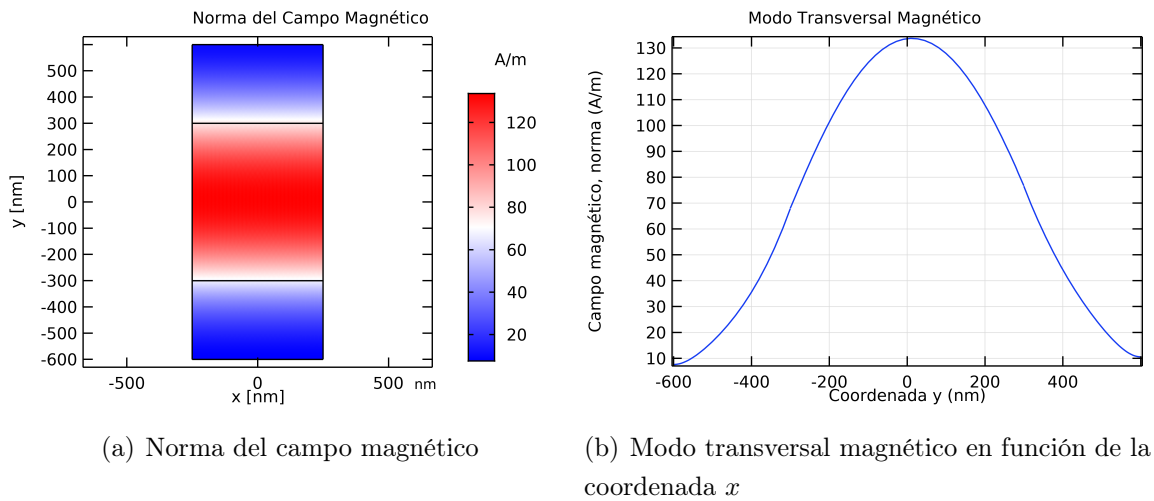 Norma del Campo Magnético
A/m
500
400
300
200
100
0
-100
-200
-300
-400
-500
-600
y [nm]
-500 0 500 nm
x [nm]
120
100
80
60
40
20
Modo Transversal Magnético
130
120
110
100
90
80
70
60
50
40
30
20
10
Campo magnético, norma (A/m)
-600 -400 -200 0 200 400
Coordenada y (nm)
(a) Norma del campo magnético
(b) Modo transversal magnético en función de la
coordenada x